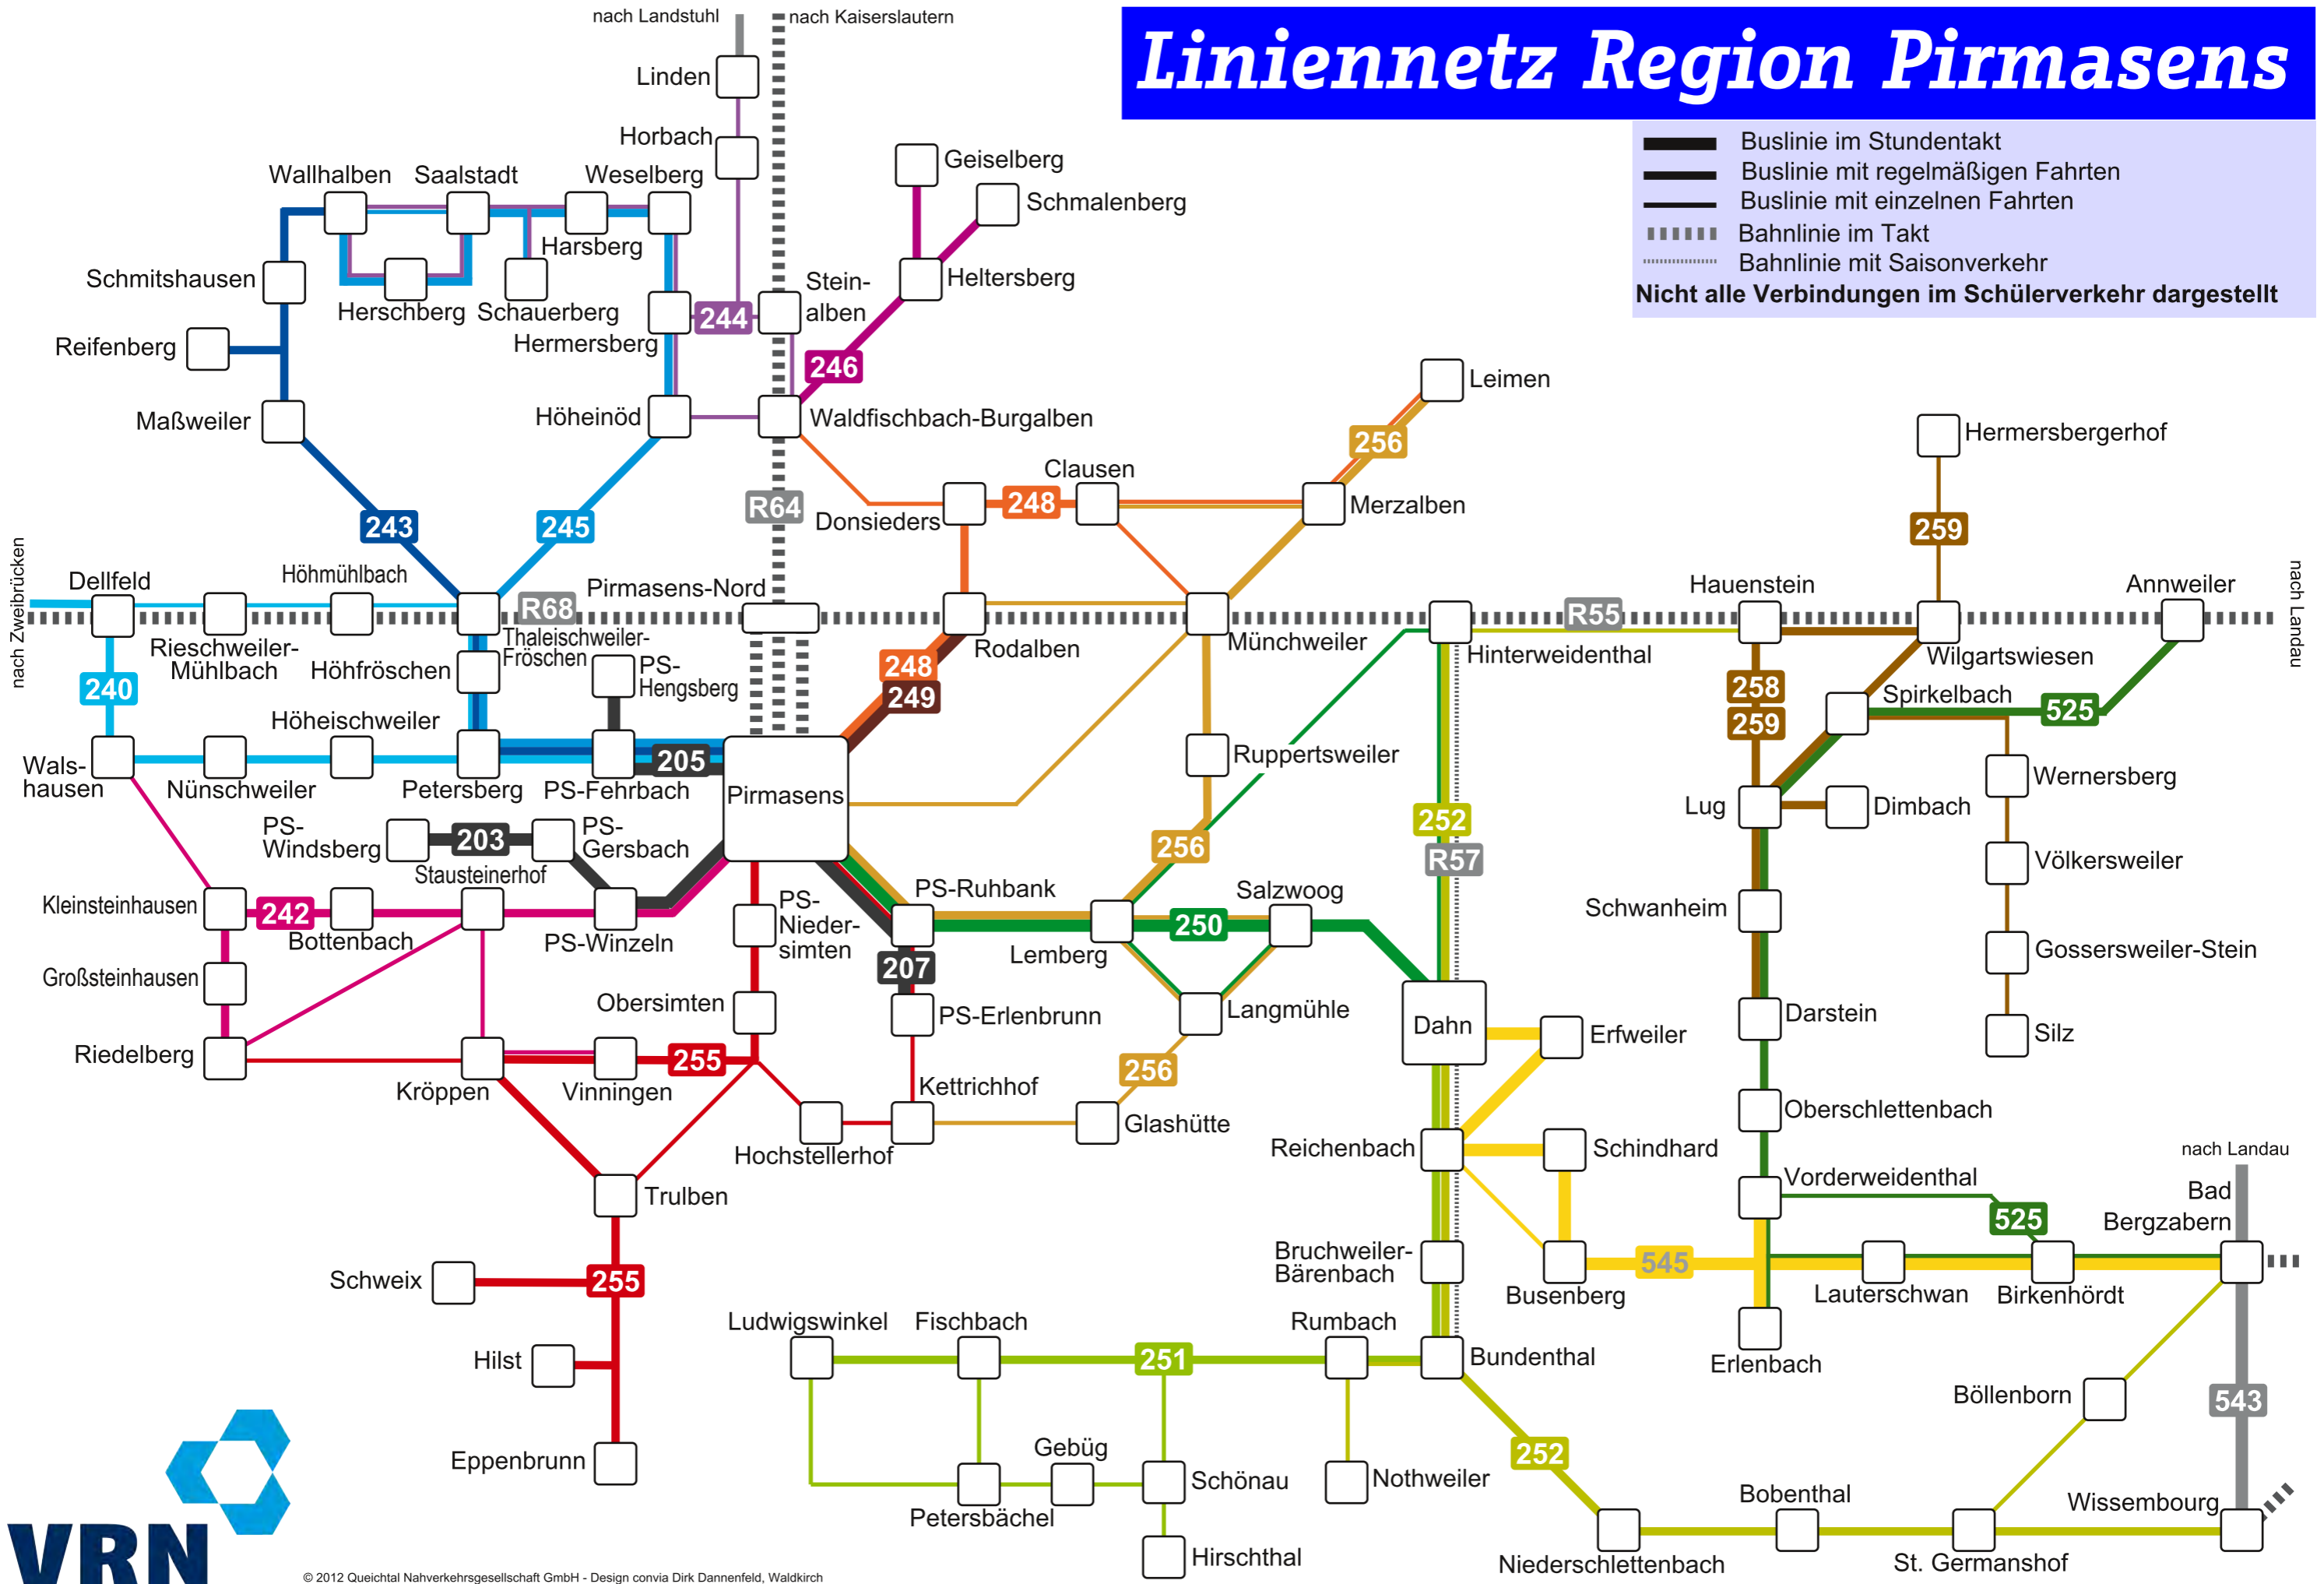 nach Landstuhl
nach Kaiserslautern
Liniennetz Region Pirmasens
Buslinie im Stundentakt
Buslinie mit regelmäßigen Fahrten
Buslinie mit einzelnen Fahrten
Bahnlinie im Takt
Bahnlinie mit Saisonverkehr
Nicht alle Verbindungen im Schülerverkehr dargestellt
Linden
Horbach
Geiselberg
Schmalenberg
Wallhalben
Saalstadt
Weselberg
Harsberg
Heltersberg
Schmitshausen
Herschberg
Schauerberg
Stein-
alben
244
Hermersberg
Reifenberg
246
Leimen
Maßweiler
Höheinöd
Waldfischbach-Burgalben
256
Hermersbergerhof
Clausen
243
245
R64
Donsieders
248
Merzalben
259
nach Zweibrücken
Dellfeld
Höhmühlbach
R68
Pirmasens-Nord
Hauenstein
R55
Annweiler
nach Landau
Rieschweiler-
Mühlbach
Höhfröschen
Thaleischweiler-
Fröschen
PS-
Hengsberg
Rodalben
Münchweiler
Hinterweidenthal
Wilgartswiesen
240
248
249
258
259
Spirkelbach
525
Höheischweiler
Wals-
hausen
Nünschweiler
Petersberg
PS-Fehrbach
205
Pirmasens
Ruppertsweiler
Wernersberg
Lug
Dimbach
252
R57
256
PS-
Windsberg
203
PS-
Gersbach
Stausteinerhof
Völkersweiler
Kleinsteinhausen
242
Bottenbach
PS-Winzeln
PS-
Nieder-
simten
PS-Ruhbank
Lemberg
250
Salzwoog
Schwanheim
Gossersweiler-Stein
207
Großsteinhausen
Obersimten
PS-Erlenbrunn
Langmühle
Dahn
Erfweiler
Darstein
Silz
Riedelberg
Kröppen
Vinningen
255
Kettrichhof
256
Hochstellerhof
Glashütte
Oberschlettenbach
Reichenbach
Schindhard
nach Landau
Trulben
Vorderweidenthal
Bad
Bergzabern
525
Schweix
255
Bruchweiler-
Bärenbach
Busenberg
545
Lauterschwan
Birkenhördt
Ludwigswinkel
Fischbach
251
Rumbach
Bundenthal
Erlenbach
Hilst
Böllenborn
543
Eppenbrunn
Gebüg
Petersbächel
Schönau
Nothweiler
252
Bobenthal
Wissembourg
Hirschthal
Niederschlettenbach
St. Germanshof
VRN
© 2012 Queichtal Nahverkehrsgesellschaft GmbH - Design convia Dirk Dannenfeld, Waldkirch